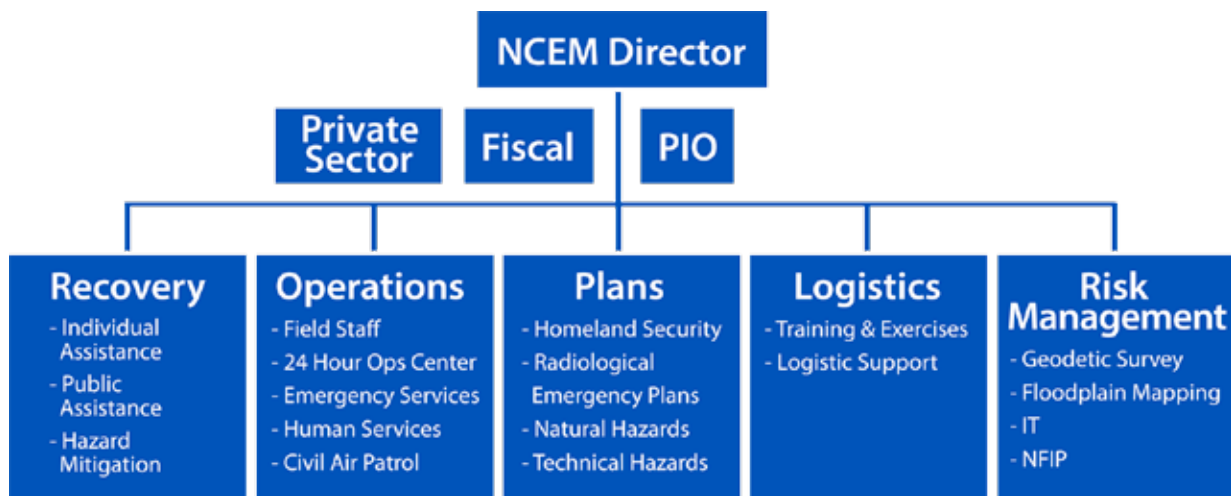 NCEM Director
Private
Sector
Fiscal
PIO
Recovery
- Individual
Assistance
- Public
Assistance
- Hazard
Mitigation
Operations
- Field Staff
- 24 Hour Ops Center
- Emergency Services
- Human Services
- Civil Air Patrol
Plans
- Homeland Security
- Radiological
Emergency Plans
- Natural Hazards
- Technical Hazards
Logistics
- Training & Exercises
- Logistic Support
Risk
Management
- Geodetic Survey
- Floodplain Mapping
- IT
- NFIP